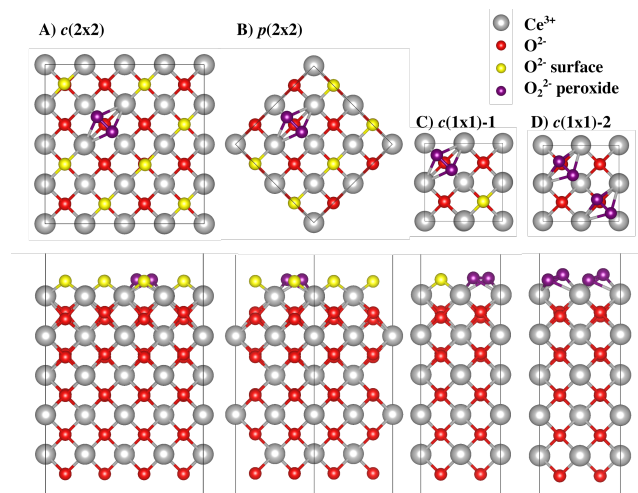 A) c(2x2)
B) p(2x2)
Ce³⁺
O²⁻
O²⁻ surface
O₂²⁻ peroxide
C) c(1x1)-1
D) c(1x1)-2